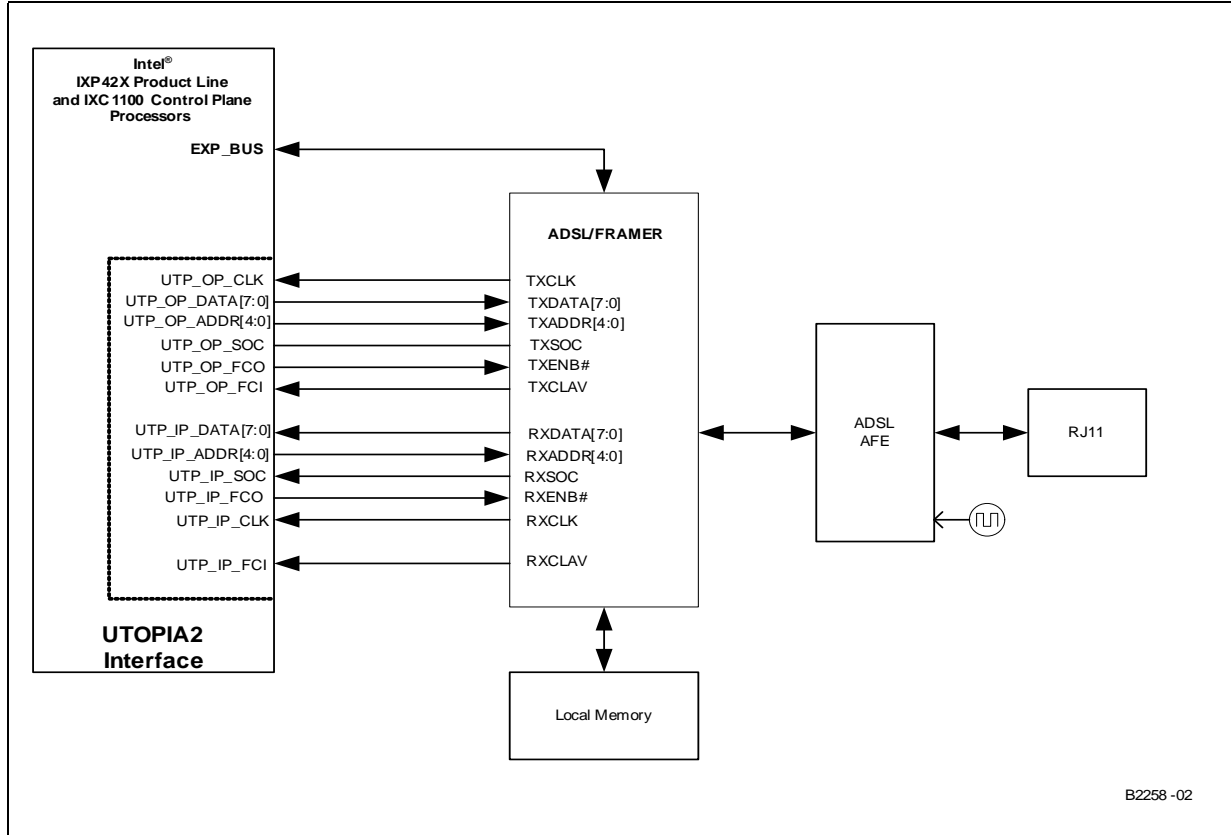 Intel®
IXP42X Product Line
and IXC1100 Control Plane
Processors
EXP_BUS
ADSL/FRAMER
UTP_OP_CLK
TXCLK
UTP_OP_DATA[7:0]
TXDATA[7:0]
UTP_OP_ADDR[4:0]
TXADDR[4:0]
UTP_OP_SOC
TXSOC
UTP_OP_FCO
TXENB#
UTP_OP_FCI
TXCLAV
UTP_IP_DATA[7:0]
RXDATA[7:0]
UTP_IP_ADDR[4:0]
RXADDR[4:0]
UTP_IP_SOC
RXSOC
UTP_IP_FCO
RXENB#
UTP_IP_CLK
RXCLK
UTP_IP_FCI
RXCLAV
UTOPIA2
Interface
ADSL
AFE
RJ11
Local Memory
B2258 -02